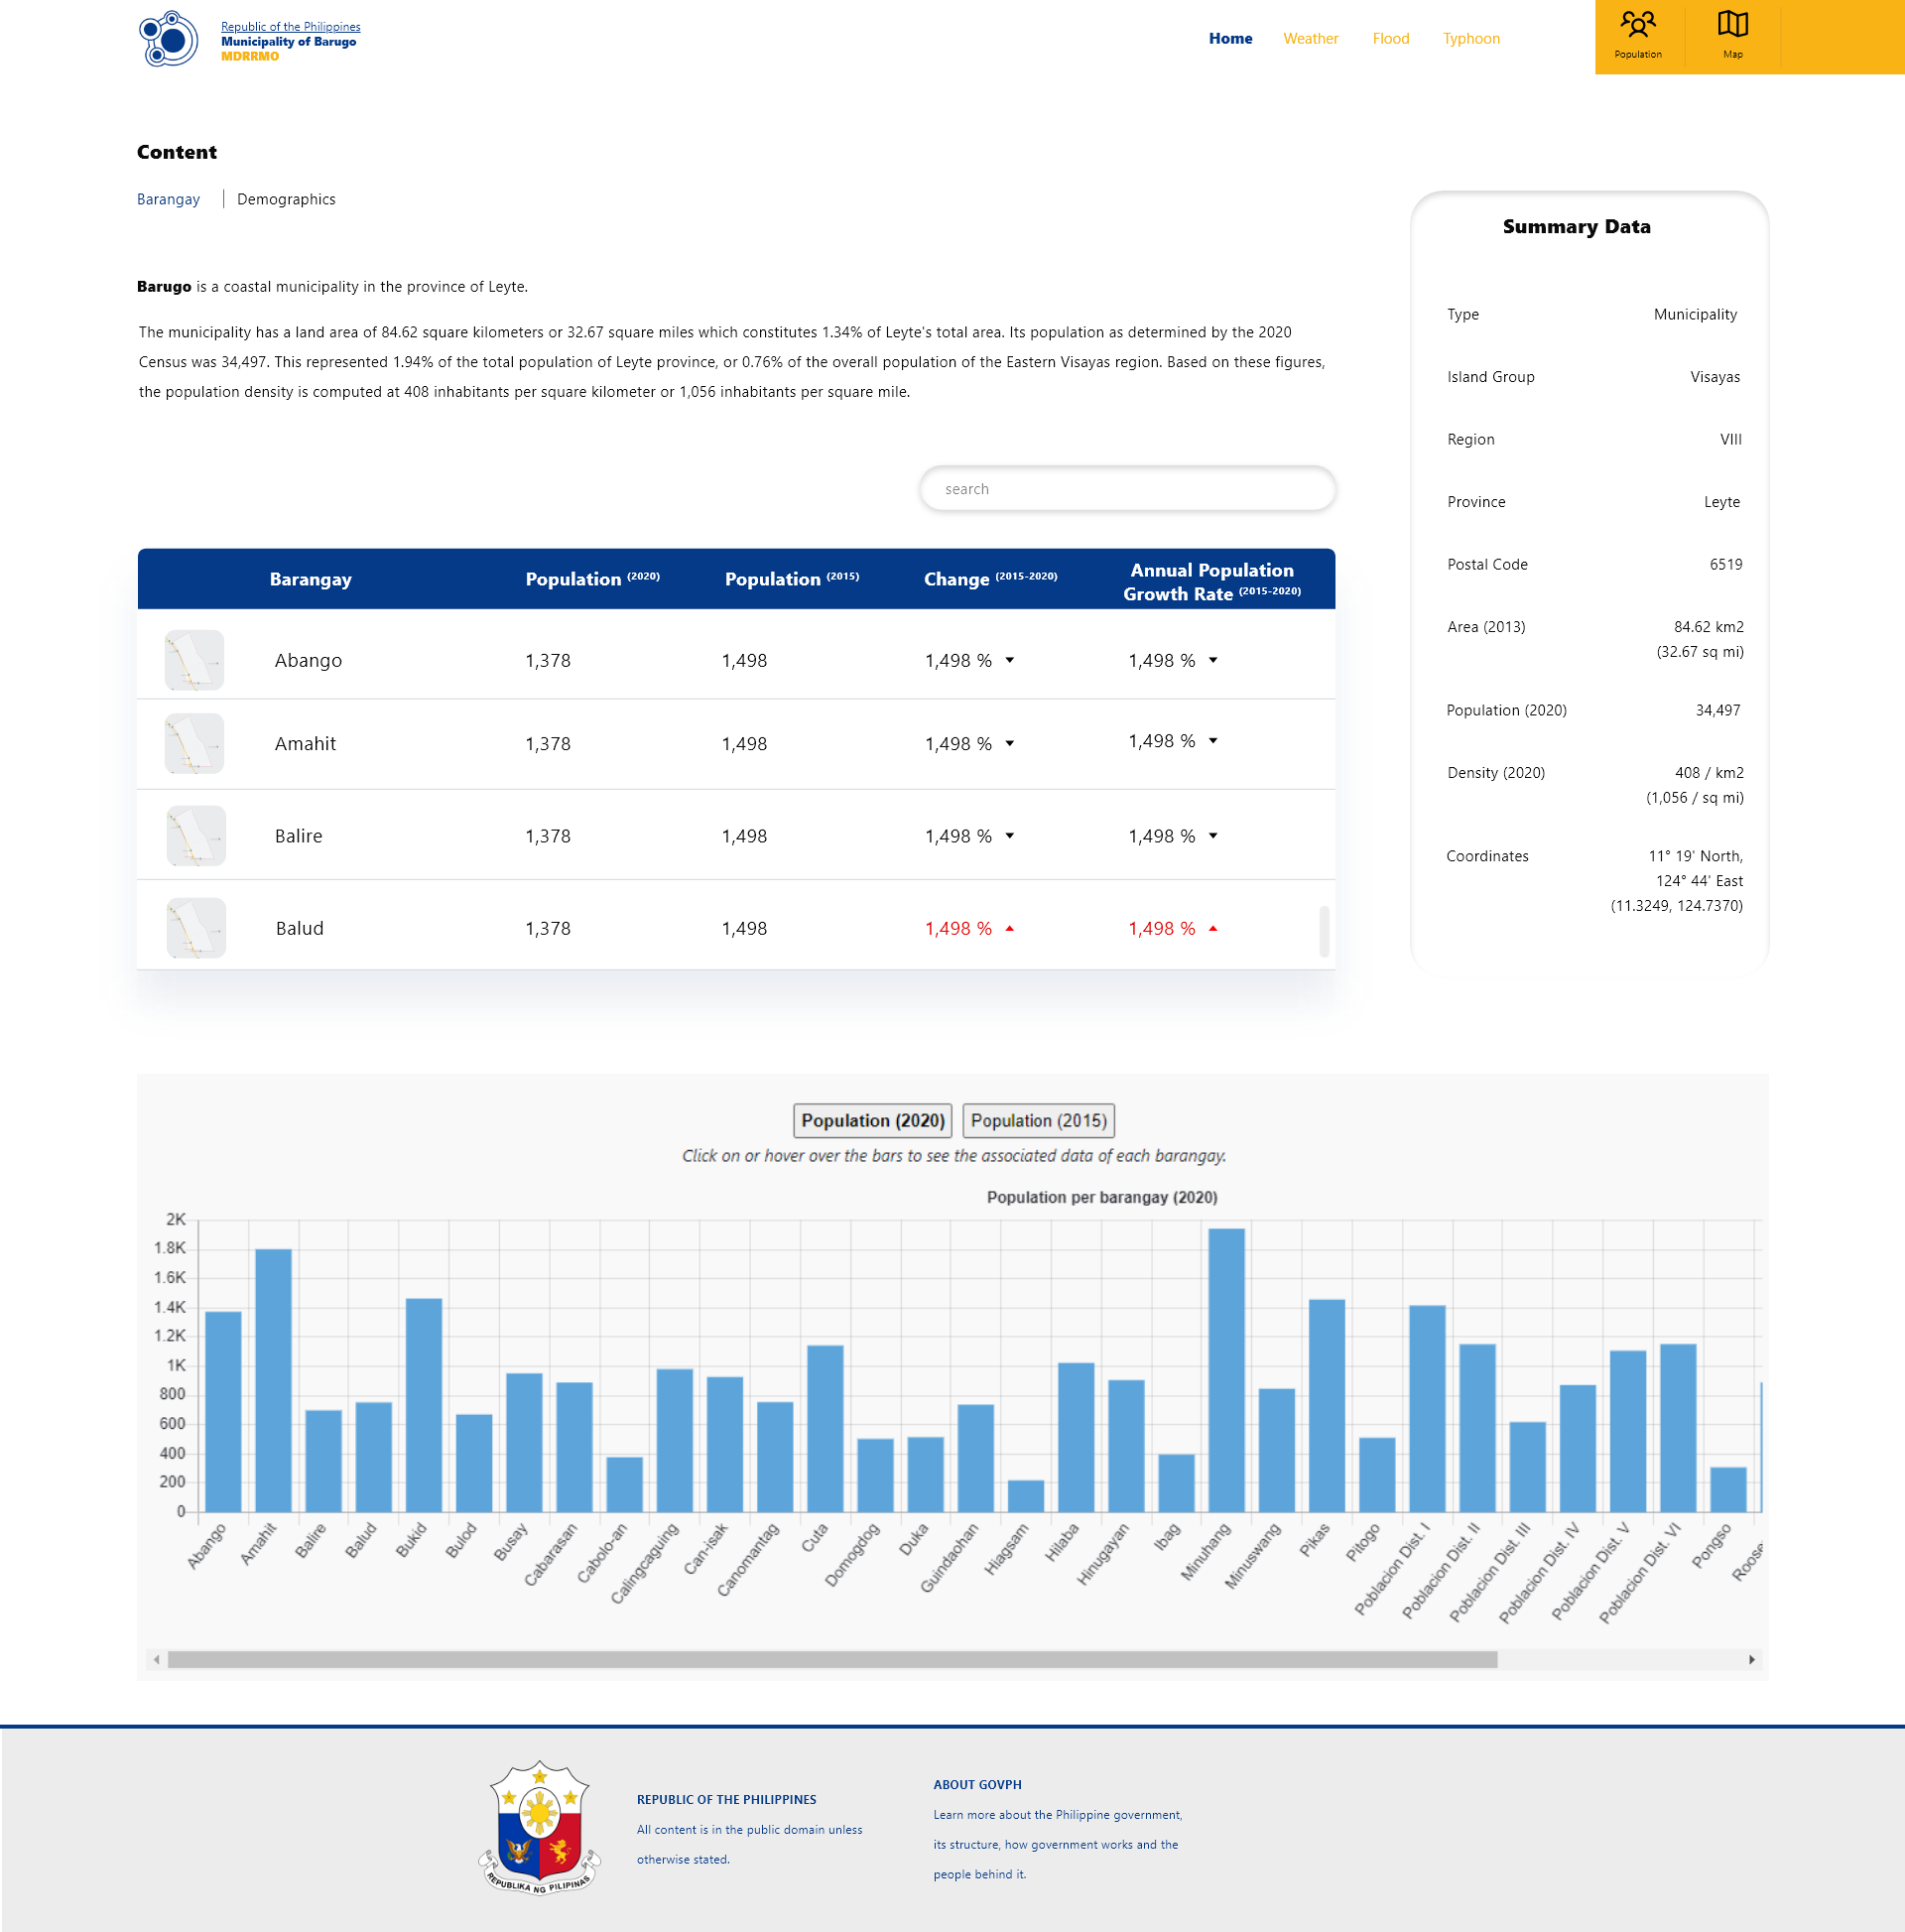 Republic of the Philippines
Municipality of Barugo
MDRRMO
Home Weather Flood Typhoon
Population Map
Content
Barangay Demographics
Barugo is a coastal municipality in the province of Leyte.
The municipality has a land area of 84.62 square kilometers or 32.67 square miles which constitutes 1.34% of Leyte's total area. Its population as determined by the 2020
Census was 34,497. This represented 1.94% of the total population of Leyte province, or 0.76% of the overall population of the Eastern Visayas region. Based on these figures,
the population density is computed at 408 inhabitants per square kilometer or 1,056 inhabitants per square mile.
search
Barangay Population (2020) Population (2015) Change (2015-2020) Annual Population
Growth Rate (2015-2020)
Abango 1,378 1,498 1,498 % 1,498 %
Amahit 1,378 1,498 1,498 % 1,498 %
Balire 1,378 1,498 1,498 % 1,498 %
Balud 1,378 1,498 1,498 % 1,498 %
Summary Data
Type Municipality
Island Group Visayas
Region VIII
Province Leyte
Postal Code 6519
Area (2013) 84.62 km2
(32.67 sq mi)
Population (2020) 34,497
Density (2020) 408 / km2
(1,056 / sq mi)
Coordinates 11° 19' North,
124° 44' East
(11.3249, 124.7370)
Population (2020) Population (2015)
Click on or hover over the bars to see the associated data of each barangay.
Population per barangay (2020)
2K
1.8K
1.6K
1.4K
1.2K
1K
800
600
400
200
0
Abango
Amahit
Balire
Balud
Bukid
Bulod
Busay
Cabarasan
Cabolo-an
Calingcaguing
Can-isak
Canomantag
Cuta
Domogdog
Duka
Guindaohan
Hiagsam
Hilaba
Hinugayan
Ibag
Minuhang
Minuswang
Pikas
Pitogo
Poblacion Dist. I
Poblacion Dist. II
Poblacion Dist. III
Poblacion Dist. IV
Poblacion Dist. V
Poblacion Dist. VI
Pongso
Roose
REPUBLIKA NG PILIPINAS
REPUBLIC OF THE PHILIPPINES
All content is in the public domain unless
otherwise stated.
ABOUT GOVPH
Learn more about the Philippine government,
its structure, how government works and the
people behind it.